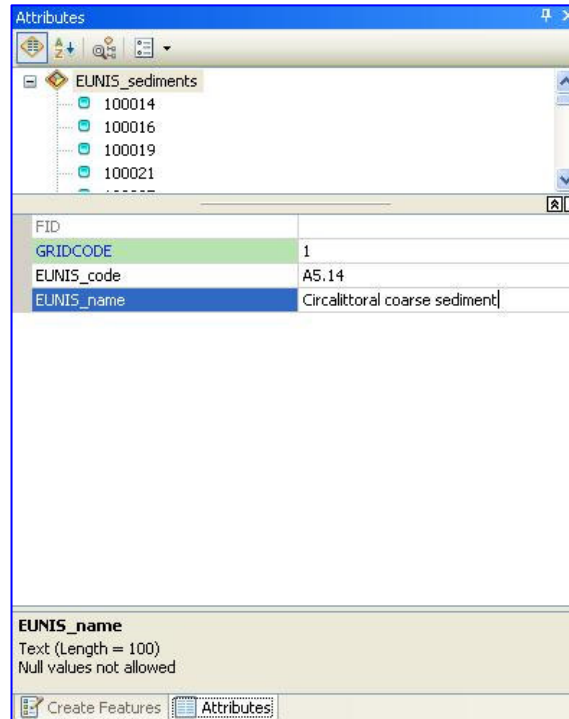 Attributes
EUNIS_sediments
100014
100016
100019
100021
FID
GRIDCODE 1
EUNIS_code A5.14
EUNIS_name Circalittoral coarse sediment
EUNIS_name
Text (Length = 100)
Null values not allowed
Create Features Attributes